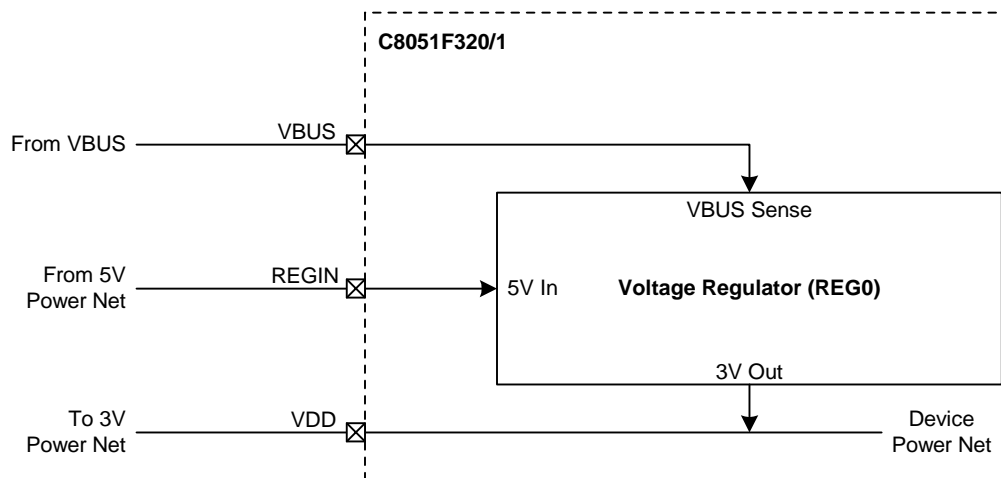 C8051F320/1
VBUS
From VBUS
VBUS Sense
From 5V
Power Net
REGIN
5V In
Voltage Regulator (REG0)
3V Out
To 3V
Power Net
VDD
Device
Power Net